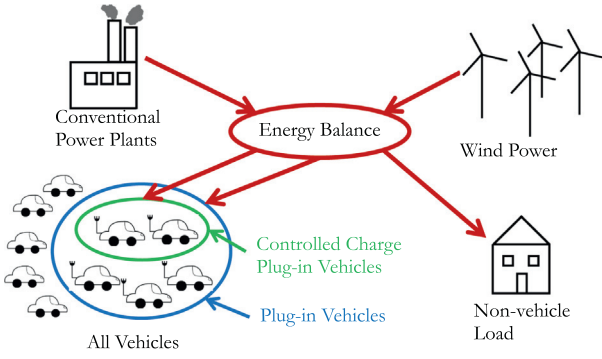 Conventional
Power Plants
Energy Balance
Wind Power
Controlled Charge
Plug-in Vehicles
Plug-in Vehicles
Non-vehicle
Load
All Vehicles